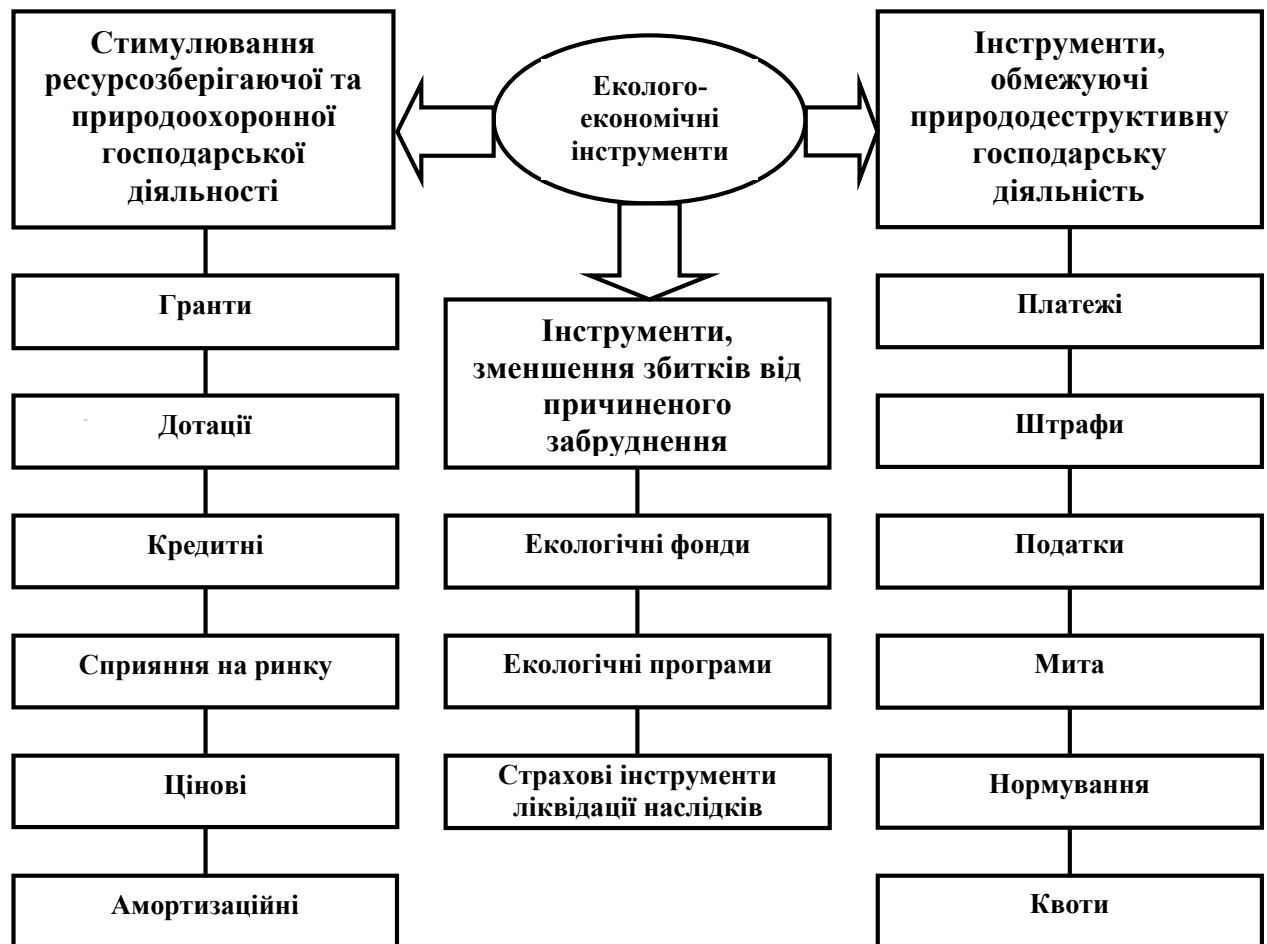 Стимулювання
ресурсозберігаючої та
природоохоронної
господарської
діяльності
Еколого-
економічні
інструменти
Інструменти,
обмежуючі
природодеструктивну
господарську
діяльність
Гранти
Дотації
Кредитні
Сприяння на ринку
Цінові
Амортизаційні
Інструменти,
зменшення збитків від
причиненого
забруднення
Екологічні фонди
Екологічні програми
Страхові інструменти
ліквідації наслідків
Платежі
Штрафи
Податки
Мита
Нормування
Квоти